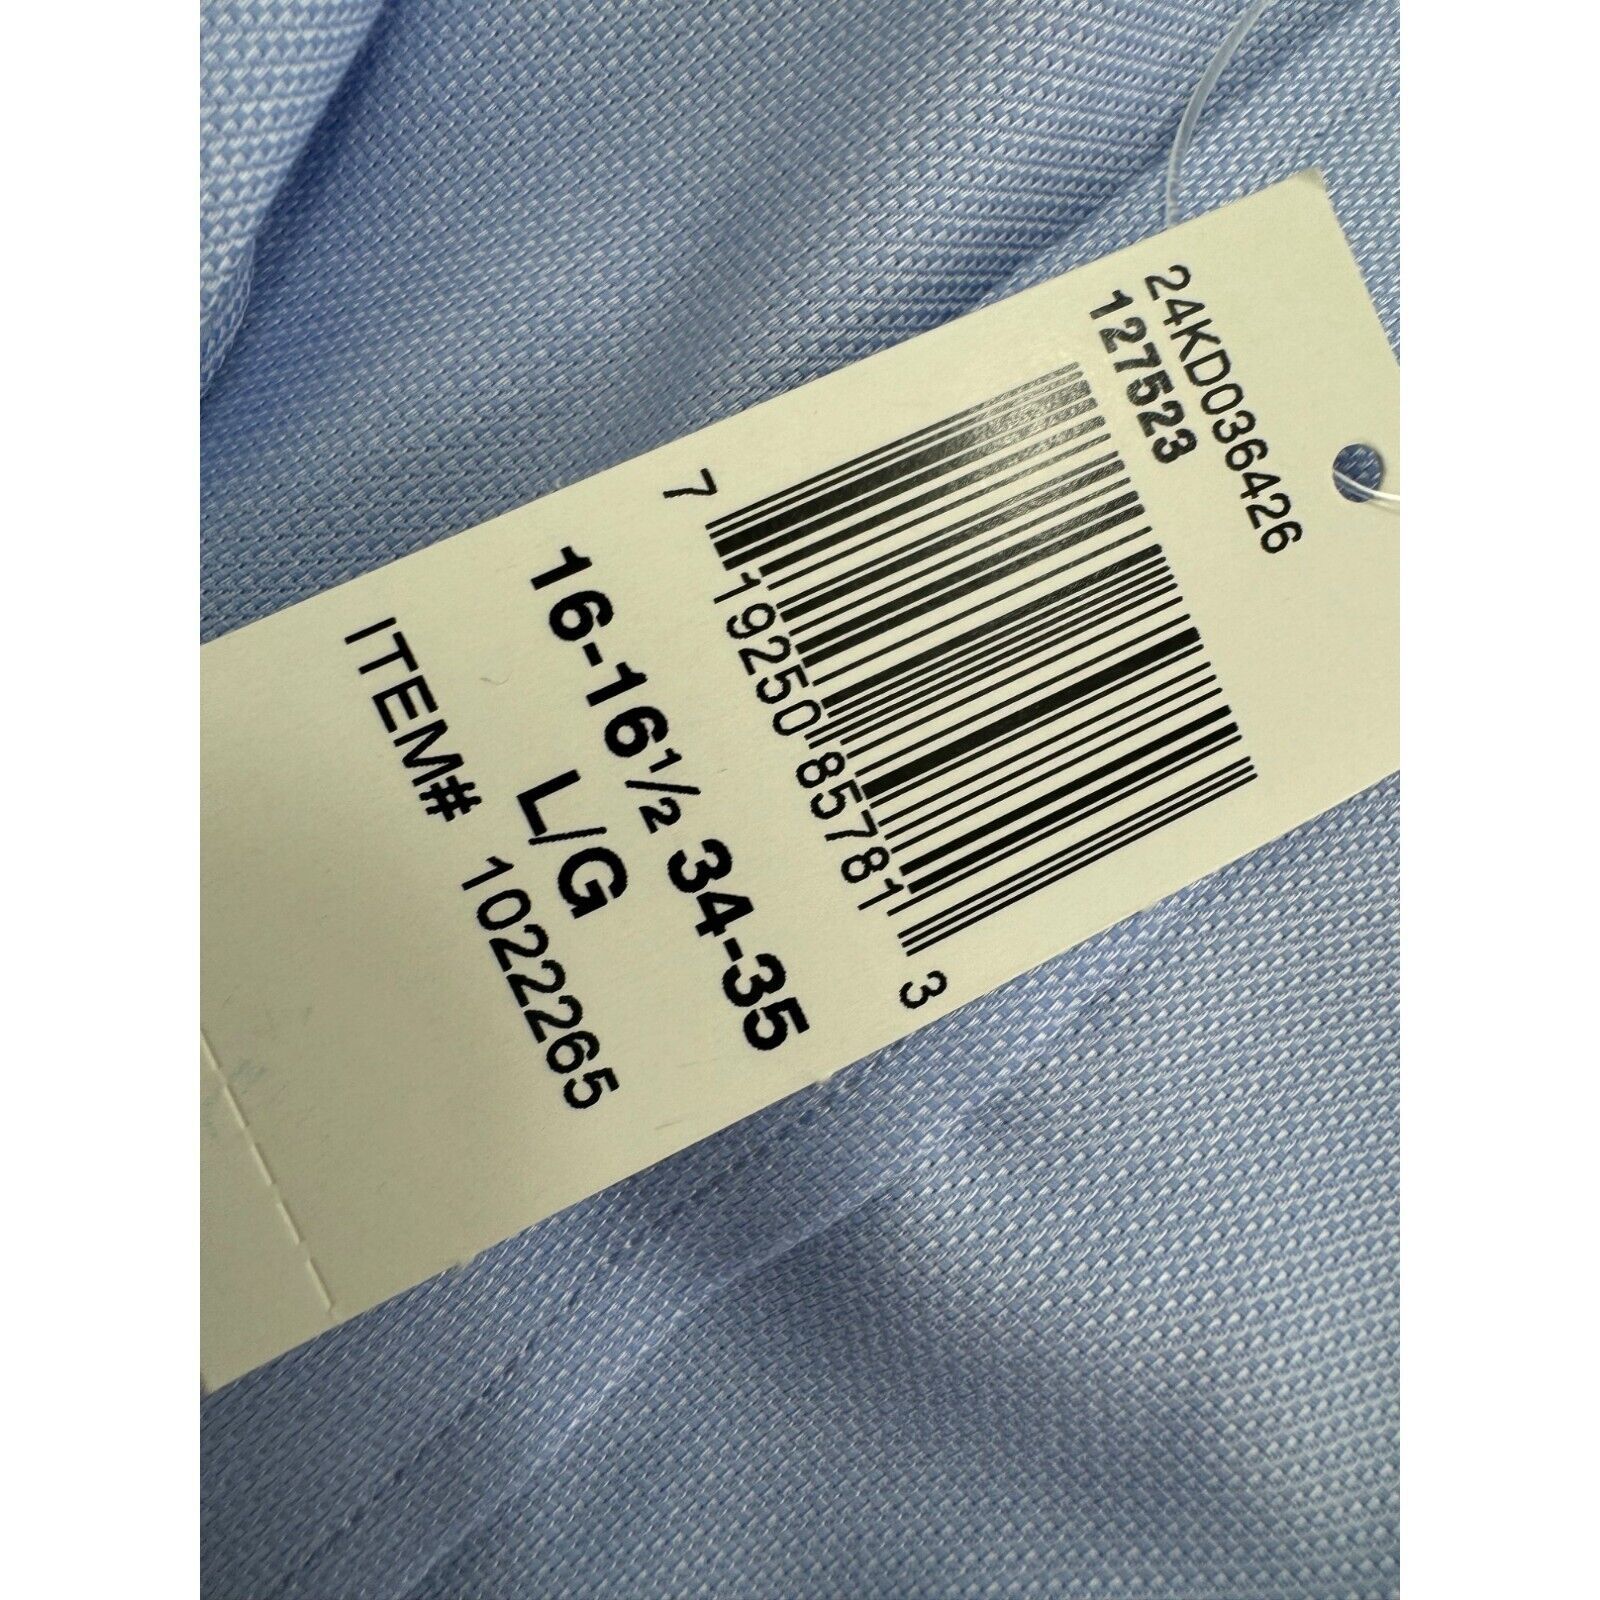 24KD036426
127523
7 19250 85781 3
16-16½ 34-35
L/G
ITEM# 1022265